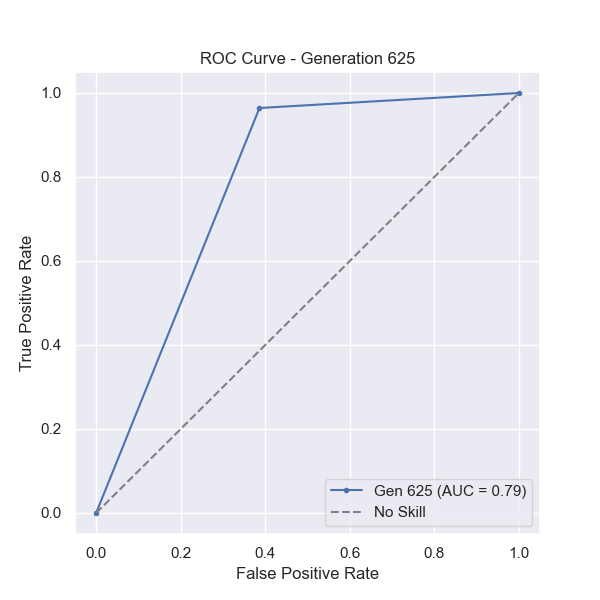 ROC Curve - Generation 625
True Positive Rate
1.0
0.8
0.6
0.4
0.2
0.0
0.0 0.2 0.4 0.6 0.8 1.0
False Positive Rate
Gen 625 (AUC = 0.79)
No Skill